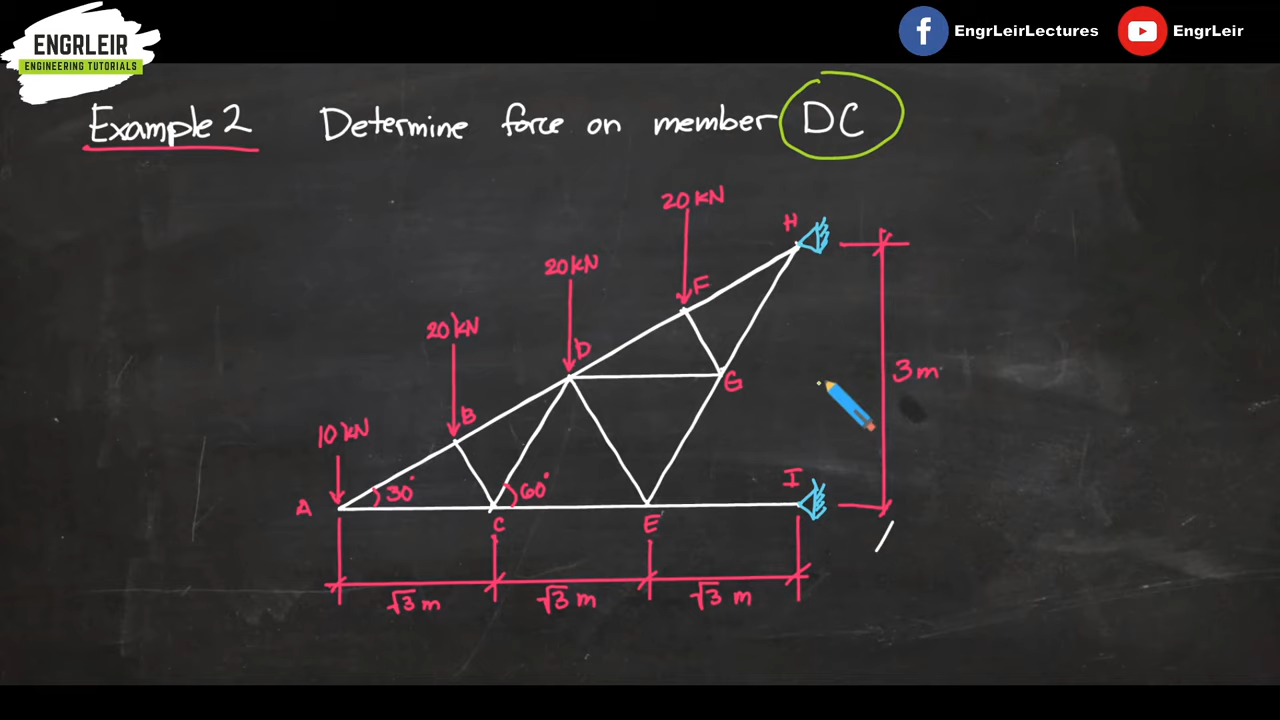 ENGRLEIR
ENGINEERING TUTORIALS
EngrLeirLectures
EngrLeir
Example 2 Determine force on member DC
20 kN
H
20 kN
F
20 kN
D
3 m
G
B
10 kN
I
30°
60°
A
C
E
√3 m
√3 m
√3 m